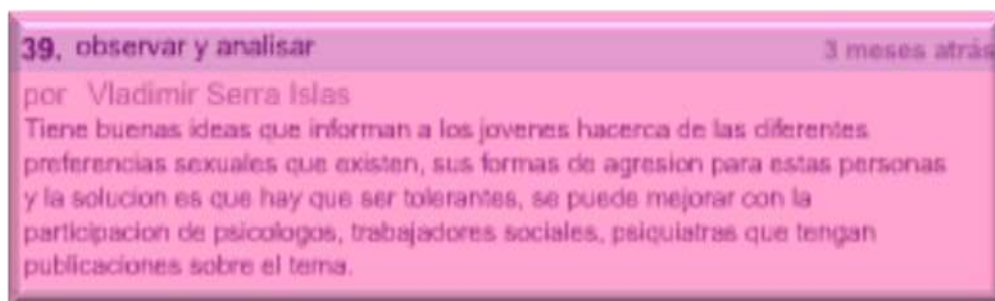 39. observar y analisar 3 meses atrás
por Vladimir Serra Islas
Tiene buenas ideas que informan a los jovenes hacerca de las diferentes
preferencias sexuales que existen, sus formas de agresion para estas personas
y la solucion es que hay que ser tolerantes, se puede mejorar con la
participacion de psicologos, trabajadores sociales, psiquiatras que tengan
publicaciones sobre el tema.